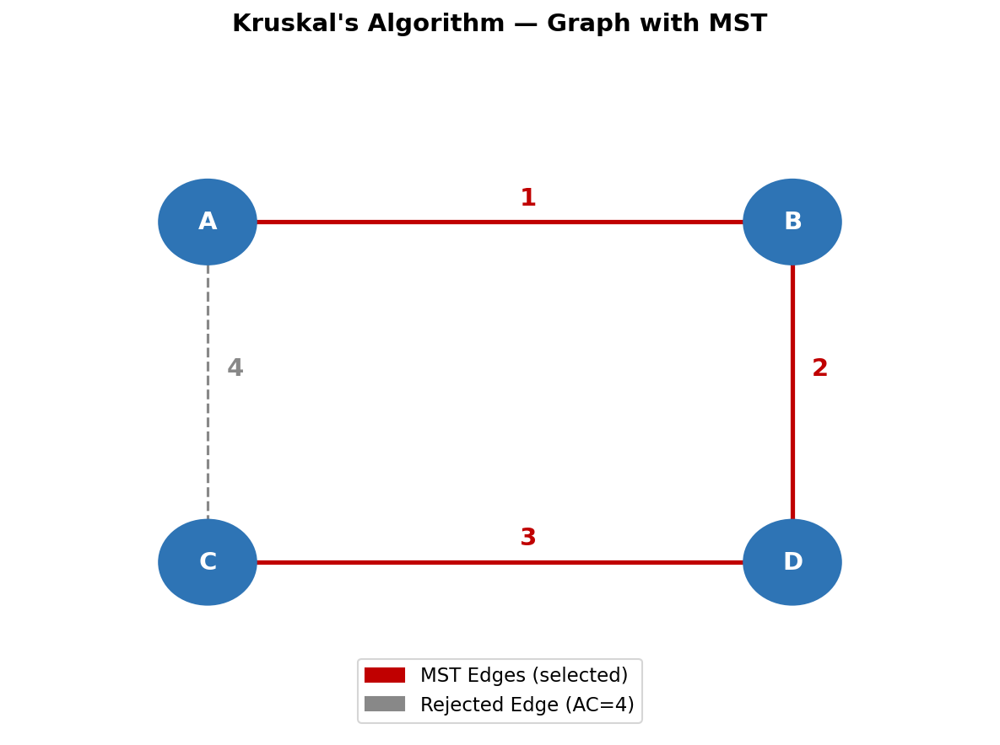 Kruskal's Algorithm — Graph with MST
1
A
B
4
2
3
C
D
MST Edges (selected)
Rejected Edge (AC=4)